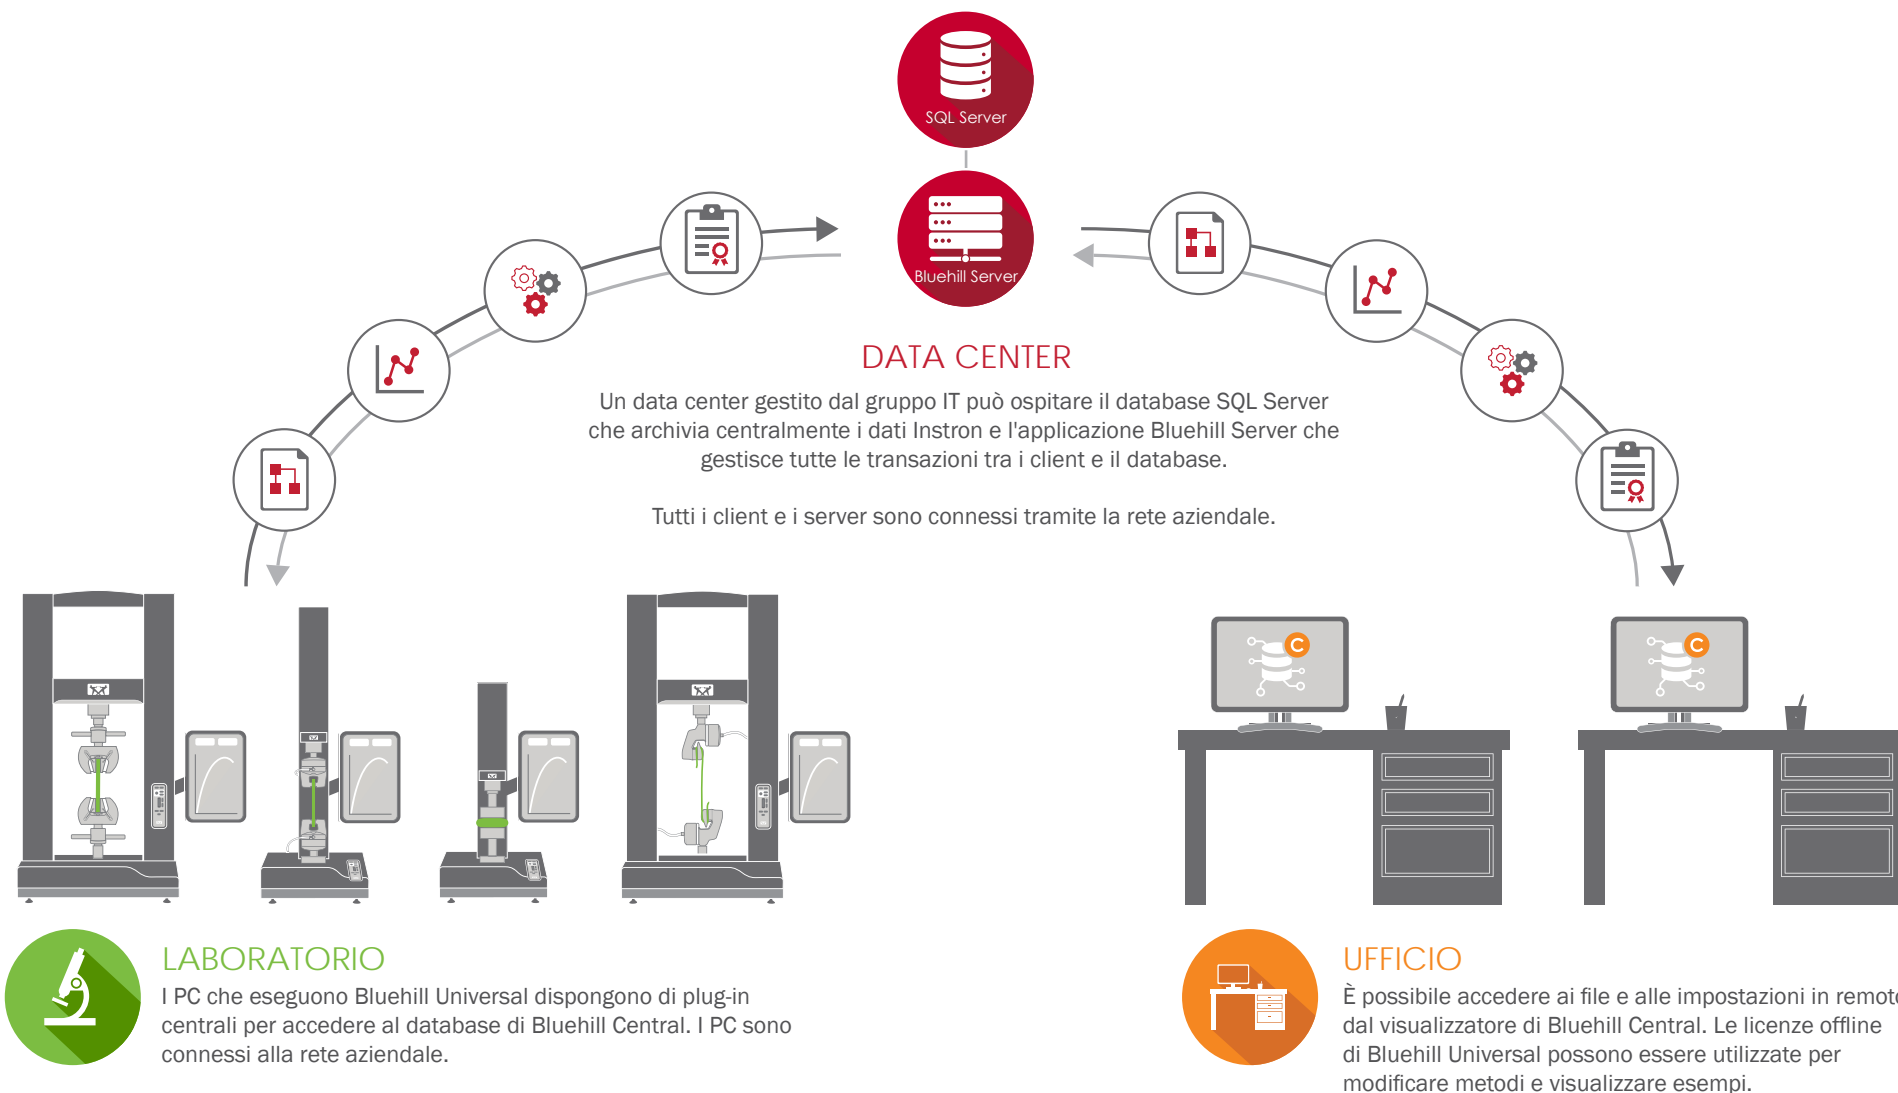 SQL Server
Bluehill Server
DATA CENTER
Un data center gestito dal gruppo IT può ospitare il database SQL Server
che archivia centralmente i dati Instron e l'applicazione Bluehill Server che
gestisce tutte le transazioni tra i client e il database.
Tutti i client e i server sono connessi tramite la rete aziendale.
C
C
LABORATORIO
I PC che eseguono Bluehill Universal dispongono di plug-in
centrali per accedere al database di Bluehill Central. I PC sono
connessi alla rete aziendale.
UFFICIO
È possibile accedere ai file e alle impostazioni in remoto
dal visualizzatore di Bluehill Central. Le licenze offline
di Bluehill Universal possono essere utilizzate per
modificare metodi e visualizzare esempi.